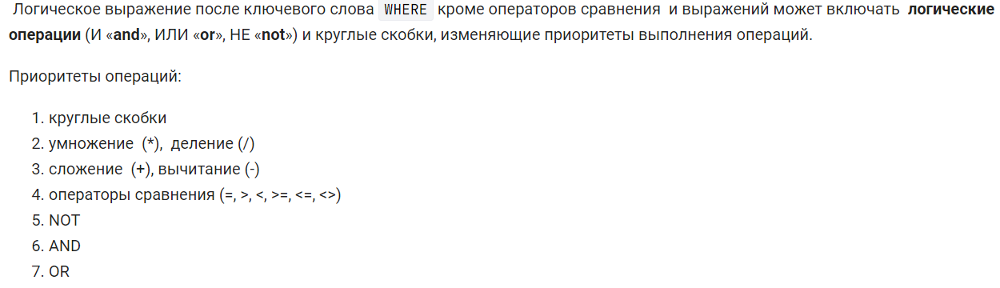 Логическое выражение после ключевого слова WHERE кроме операторов сравнения и выражений может включать логические
операции (И «and», ИЛИ «or», НЕ «not») и круглые скобки, изменяющие приоритеты выполнения операций.
Приоритеты операций:
1. круглые скобки
2. умножение (*), деление (/)
3. сложение (+), вычитание (-)
4. операторы сравнения (=, >, <, >=, <=, <>)
5. NOT
6. AND
7. OR